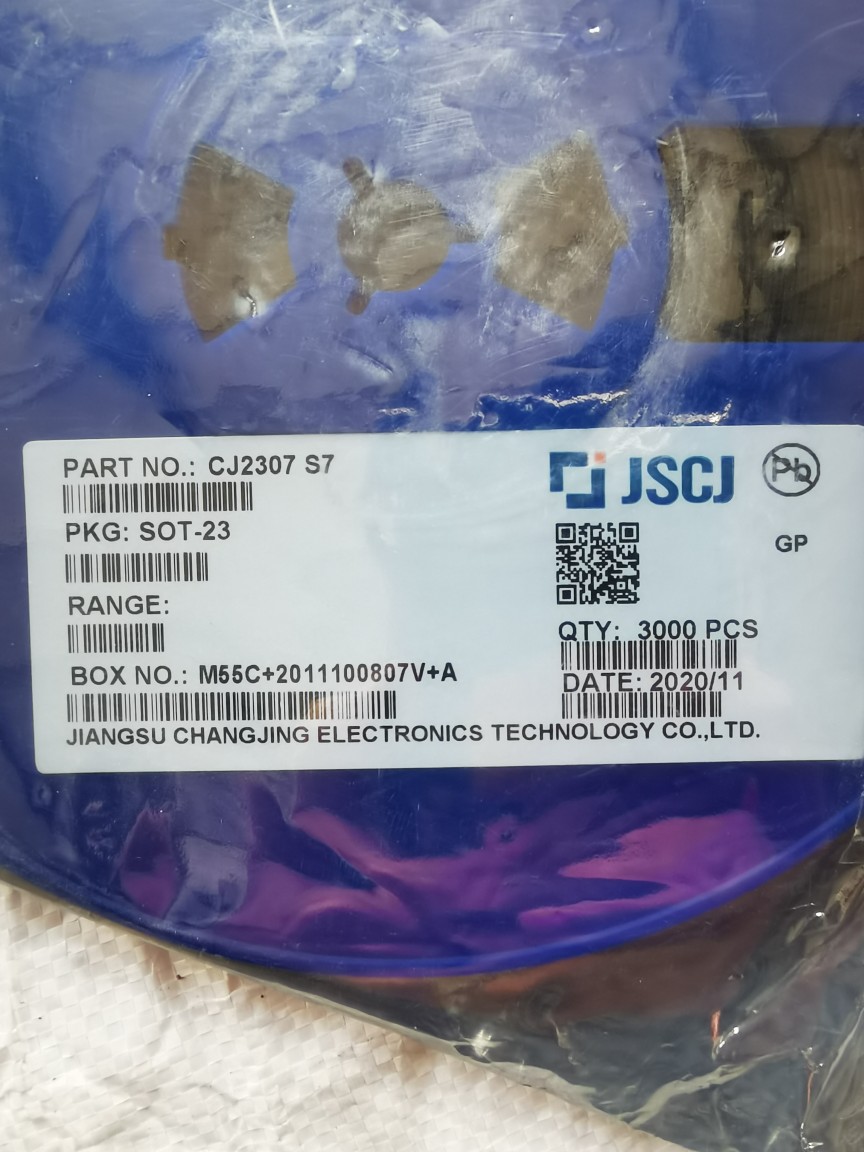 PART NO.: CJ2307 S7
JSCJ
Pb
PKG: SOT-23
GP
RANGE:
QTY: 3000 PCS
BOX NO.: M55C+2011100807V+A
DATE: 2020/11
JIANGSU CHANGJING ELECTRONICS TECHNOLOGY CO.,LTD.